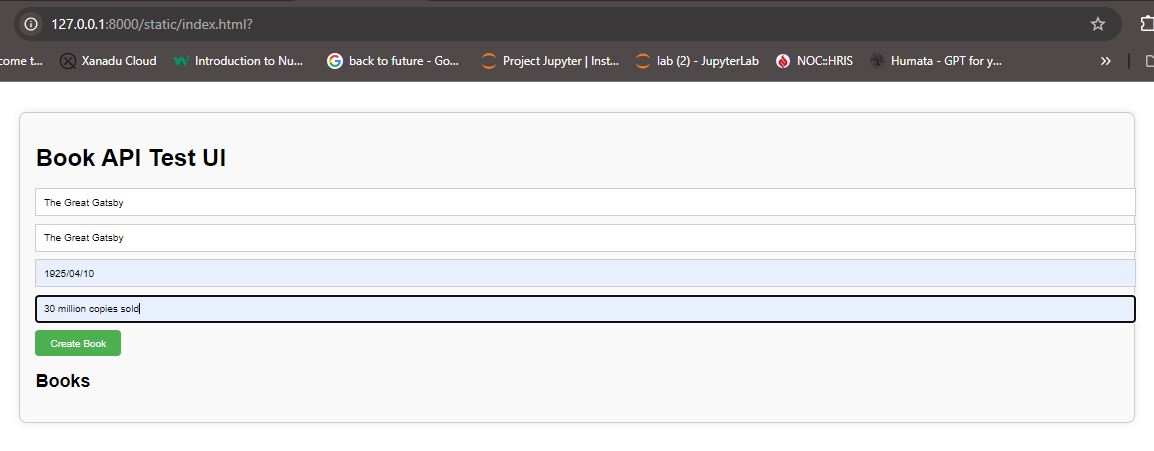 127.0.0.1:8000/static/index.html?
come t... Xanadu Cloud Introduction to Nu... back to future - Go... Project Jupyter | Inst... lab (2) - JupyterLab NOC::HRIS Humata - GPT for y... »
Book API Test UI
The Great Gatsby
The Great Gatsby
1925/04/10
30 million copies sold
Create Book
Books